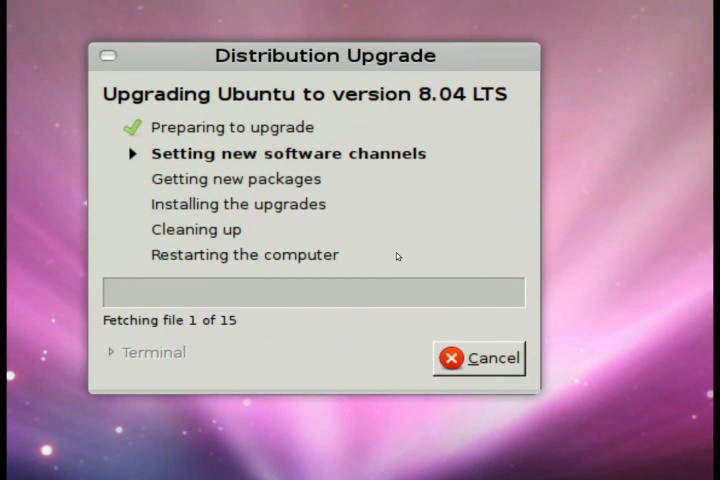 Distribution Upgrade
Upgrading Ubuntu to version 8.04 LTS
Preparing to upgrade
Setting new software channels
Getting new packages
Installing the upgrades
Cleaning up
Restarting the computer
Fetching file 1 of 15
Terminal
Cancel